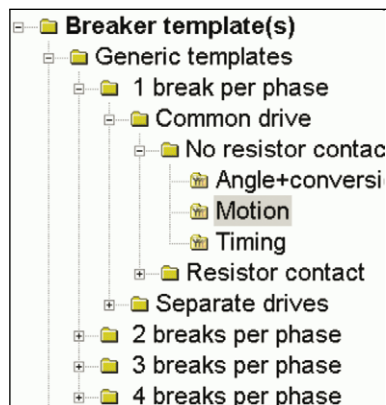 Breaker template(s)
Generic templates
1 break per phase
Common drive
No resistor contac
Angle+conversi
Motion
Timing
Resistor contact
Separate drives
2 breaks per phase
3 breaks per phase
4 breaks per phase